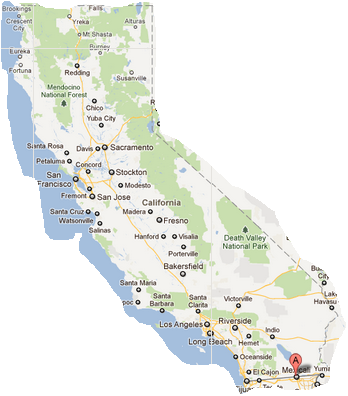 Brookings
Crescent
City
Falls
Yreka
Alturas
Mt Shasta
Burney
Eureka
Fortuna
Redding
Susanville
Mendocino
National Forest
Chico
Yuba City
Santa Rosa
Davis
Sacramento
Petaluma
Concord
Stockton
San
Francisco
Modesto
Fremont
San Jose
California
Santa Cruz
Madera
Watsonville
Fresno
Salinas
Hanford
Visalia
Death Valley
National Park
Porterville
Bakersfield
Santa Maria
Santa
Barbara
Santa
Clarita
Victorville
Havasu
Los Angeles
Riverside
Long Beach
Hemet
Indio
Oceanside
El Cajon
A
Mexicali
Yuma